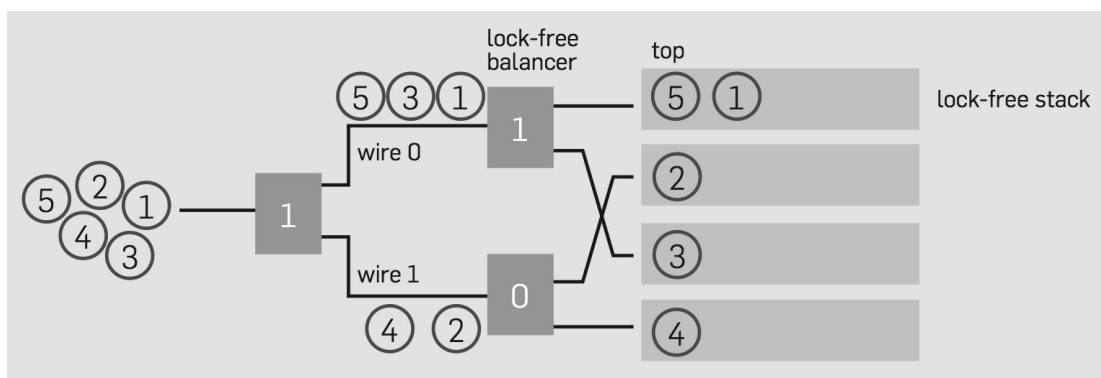 lock-free
balancer
top
5 3 1
1
5 1
lock-free stack
wire 0
5 2 1
4 3
1
2
3
wire 1
0
4 2
4